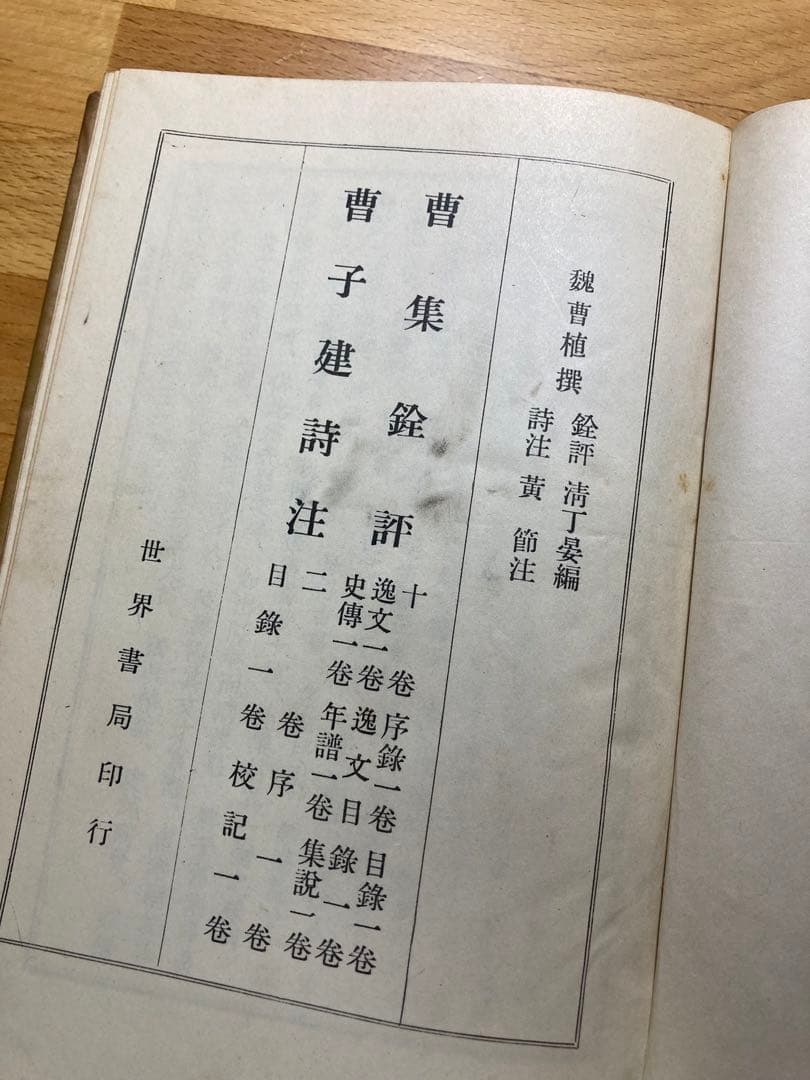 魏曹植撰 銓評 清丁晏編
詩注 黃節注
曹集銓評
十卷 序錄一卷 目錄一卷
逸文一卷 逸文目錄一卷
史傳一卷 年譜一卷 集說一卷
曹子建詩注
二卷 序一卷
目錄一卷 校記一卷
世界書局印行